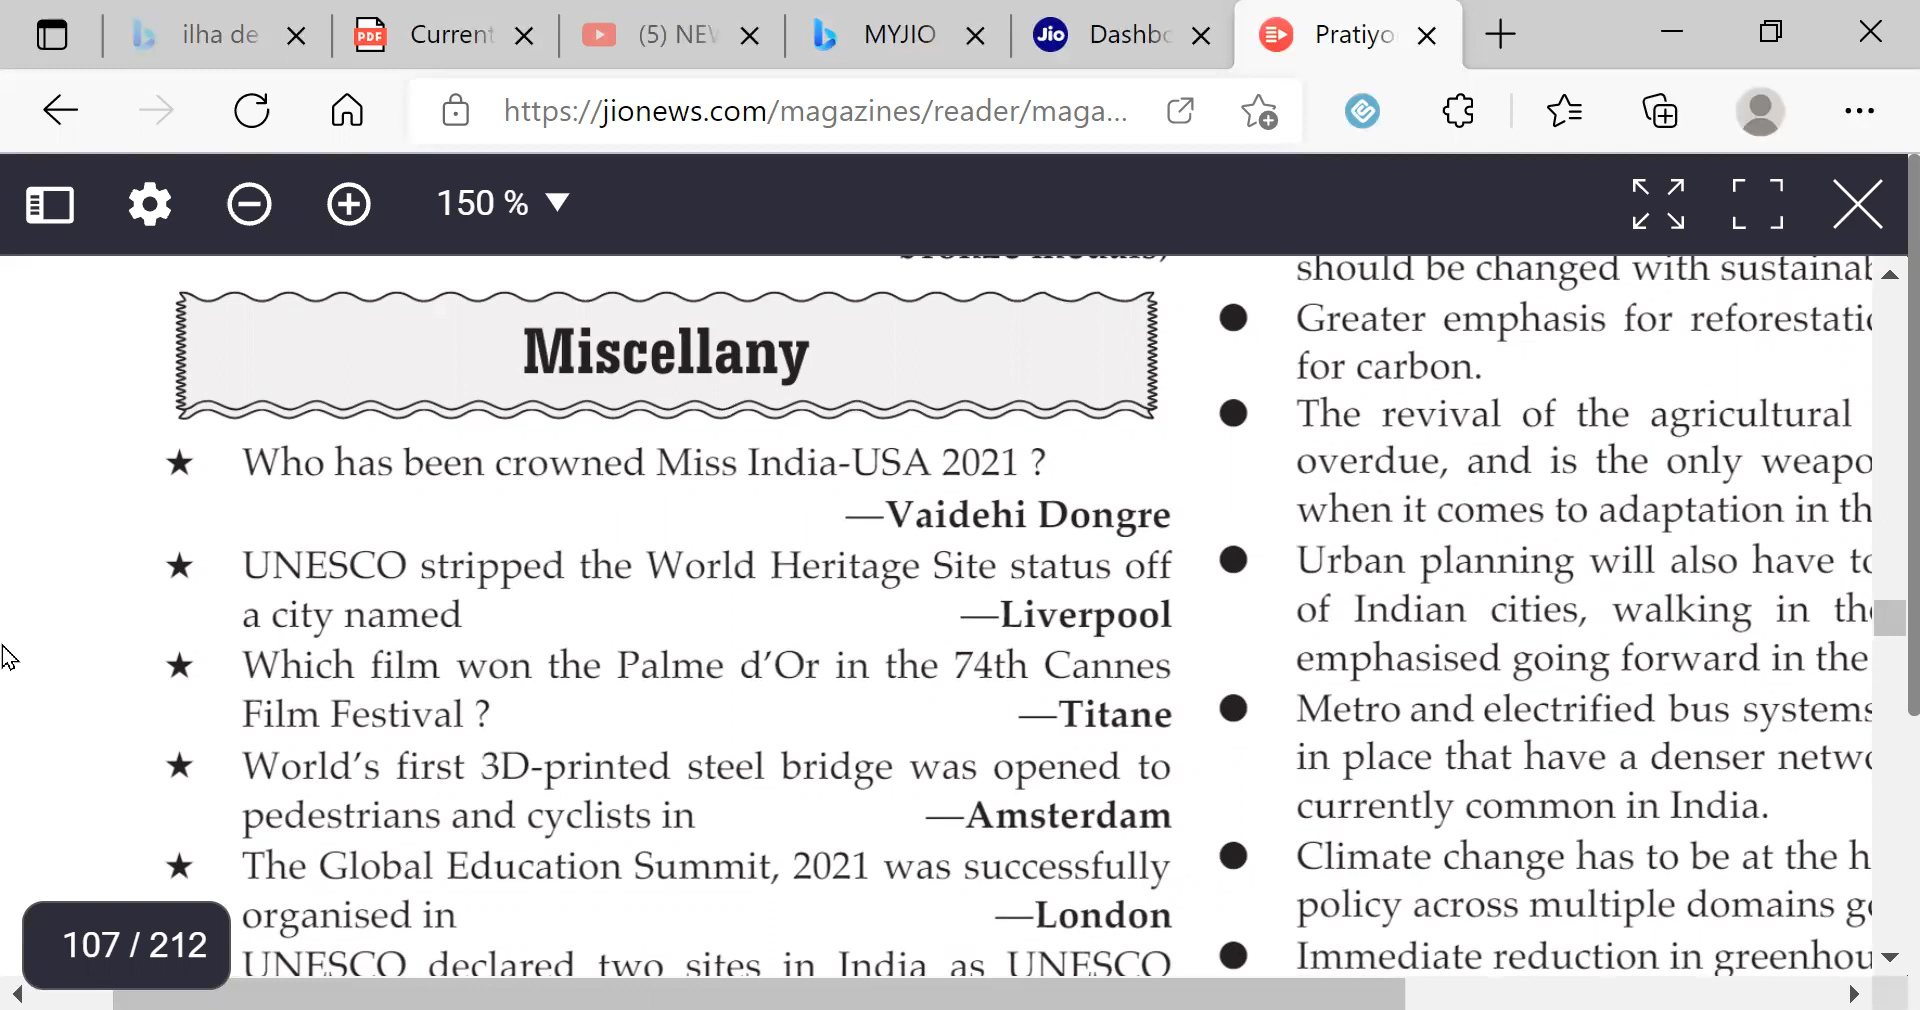 ilha de
Current
(5) NEW
MYJIO
Dashbo
Pratiyo
https://jionews.com/magazines/reader/maga...
150 %
bronze medals,
Miscellany
★ Who has been crowned Miss India-USA 2021 ?
—Vaidehi Dongre
★ UNESCO stripped the World Heritage Site status off
a city named —Liverpool
★ Which film won the Palme d'Or in the 74th Cannes
Film Festival ? —Titane
★ World's first 3D-printed steel bridge was opened to
pedestrians and cyclists in —Amsterdam
★ The Global Education Summit, 2021 was successfully
organised in —London
UNESCO declared two sites in India as UNESCO
should be changed with sustainab
● Greater emphasis for reforestatio
for carbon.
● The revival of the agricultural
overdue, and is the only weapo
when it comes to adaptation in th
● Urban planning will also have to
of Indian cities, walking in the
emphasised going forward in the
● Metro and electrified bus systems
in place that have a denser netwo
currently common in India.
● Climate change has to be at the h
policy across multiple domains go
● Immediate reduction in greenhou
107 / 212